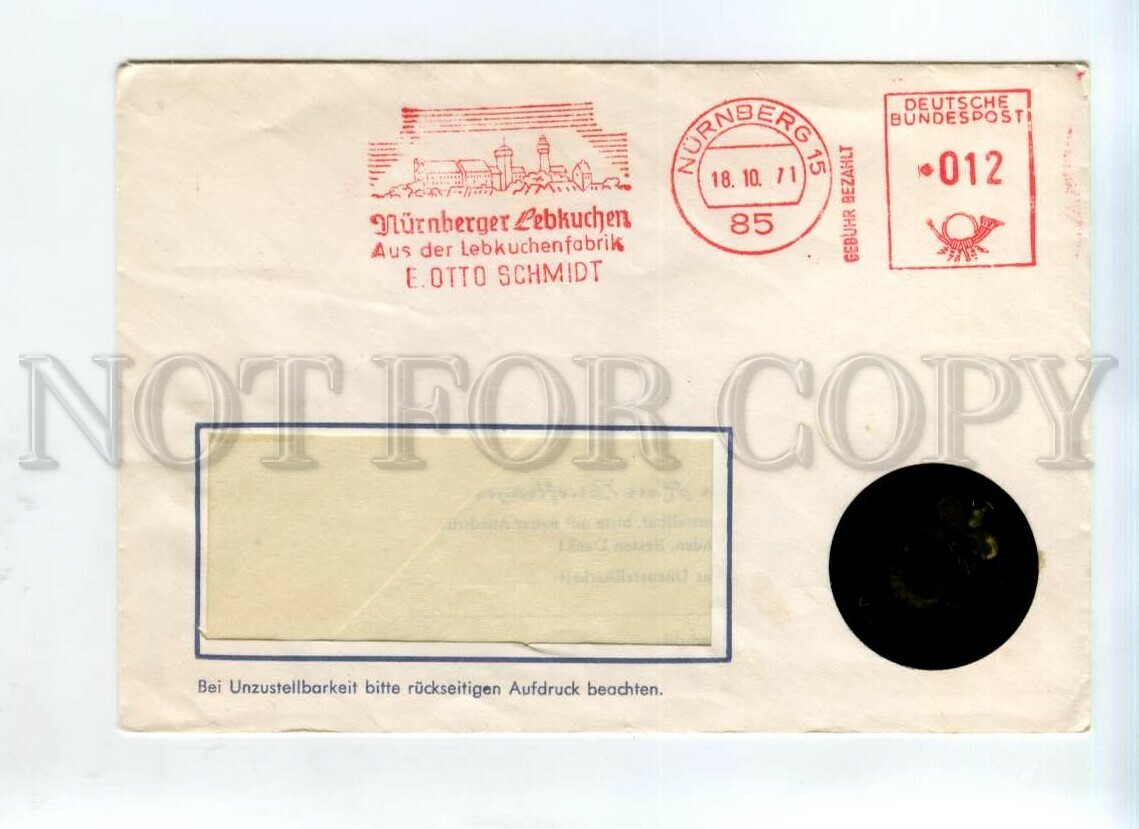 Nürnberger Lebkuchen
Aus der Lebkuchenfabrik
E. OTTO SCHMIDT
NÜRNBERG 15
18. 10. 71
85
GEBÜHR BEZAHLT
DEUTSCHE
BUNDESPOST
012
NOT FOR COPY
Bei Unzustellbarkeit bitte rückseitigen Aufdruck beachten.